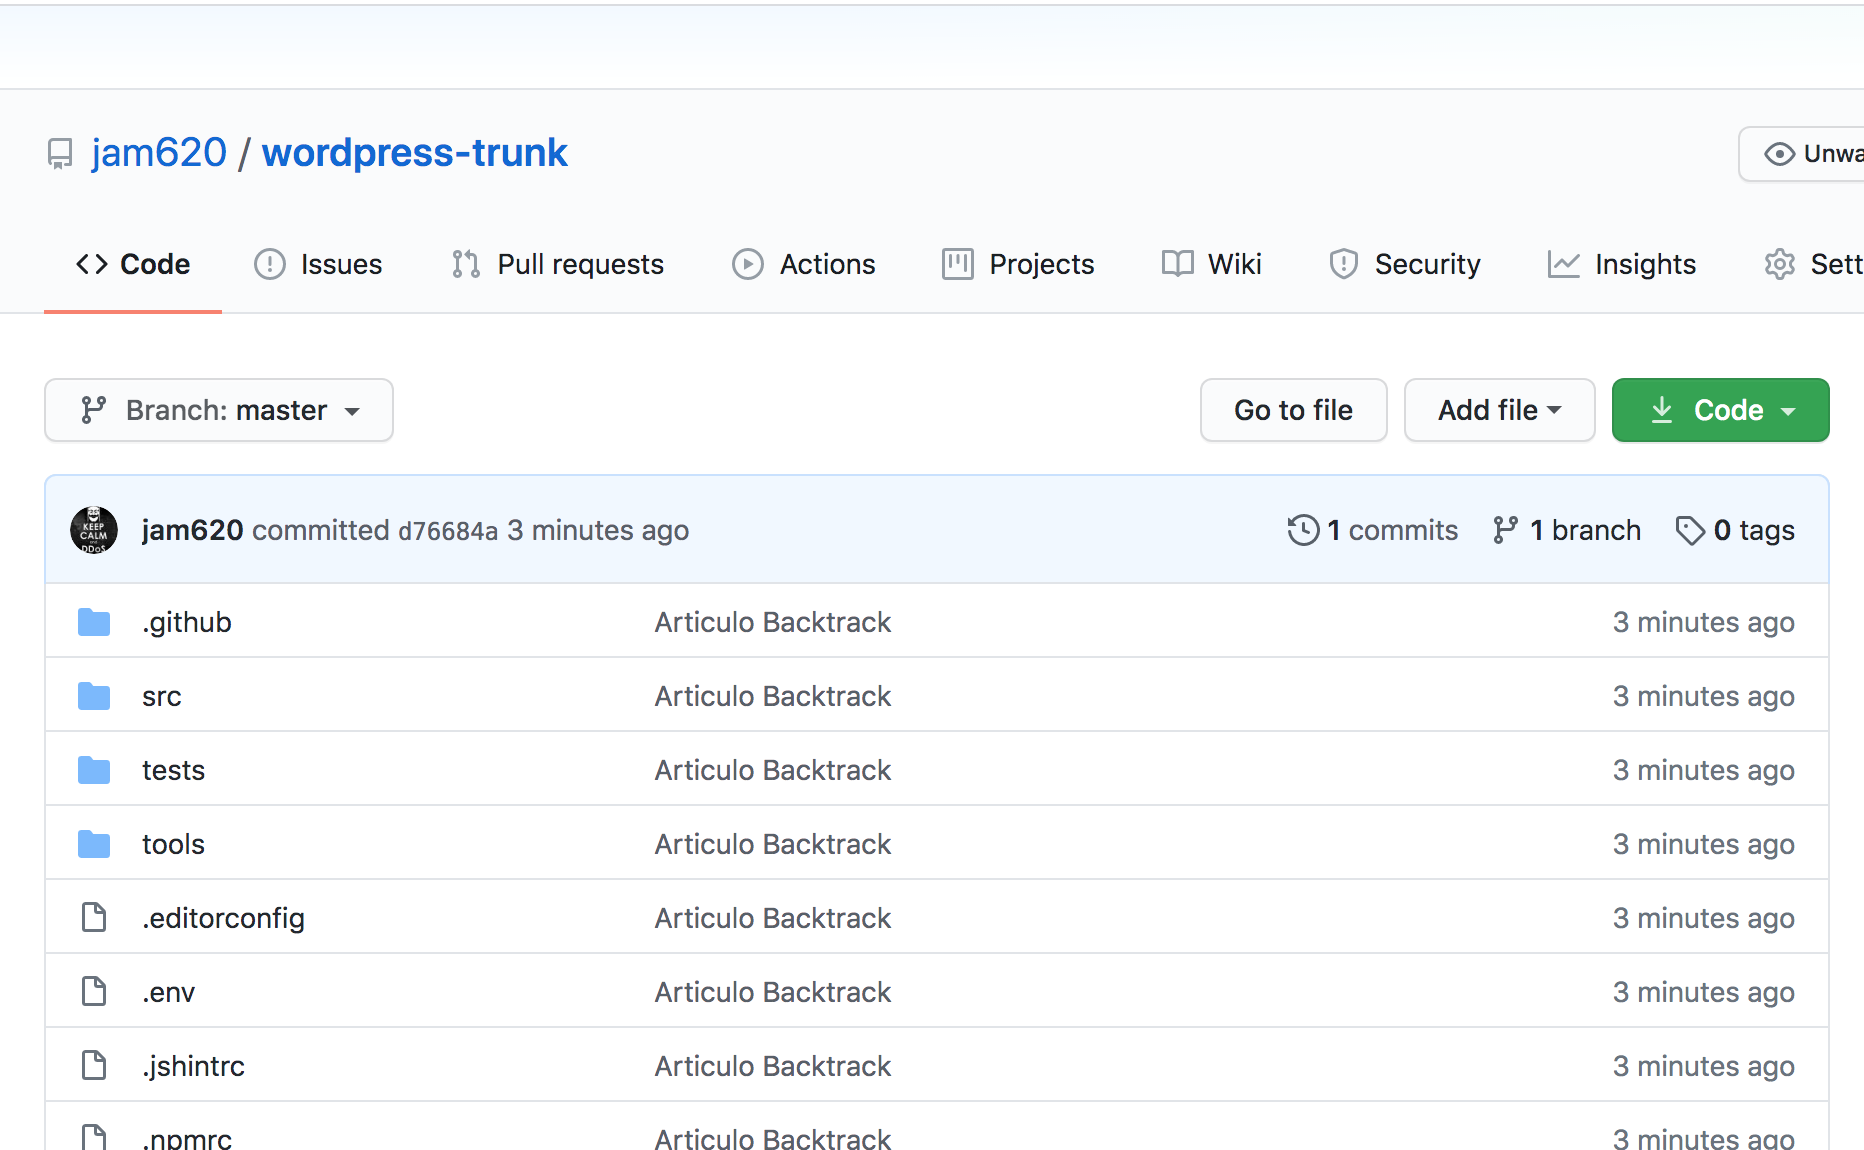 jam620 / wordpress-trunk
Unwa
Code Issues Pull requests Actions Projects Wiki Security Insights Sett
Branch: master Go to file Add file Code
KEEP
CALM
and
DDoS
jam620 committed d76684a 3 minutes ago 1 commits 1 branch 0 tags
.github Articulo Backtrack 3 minutes ago
src Articulo Backtrack 3 minutes ago
tests Articulo Backtrack 3 minutes ago
tools Articulo Backtrack 3 minutes ago
.editorconfig Articulo Backtrack 3 minutes ago
.env Articulo Backtrack 3 minutes ago
.jshintrc Articulo Backtrack 3 minutes ago
.npmrc Articulo Backtrack 3 minutes ago